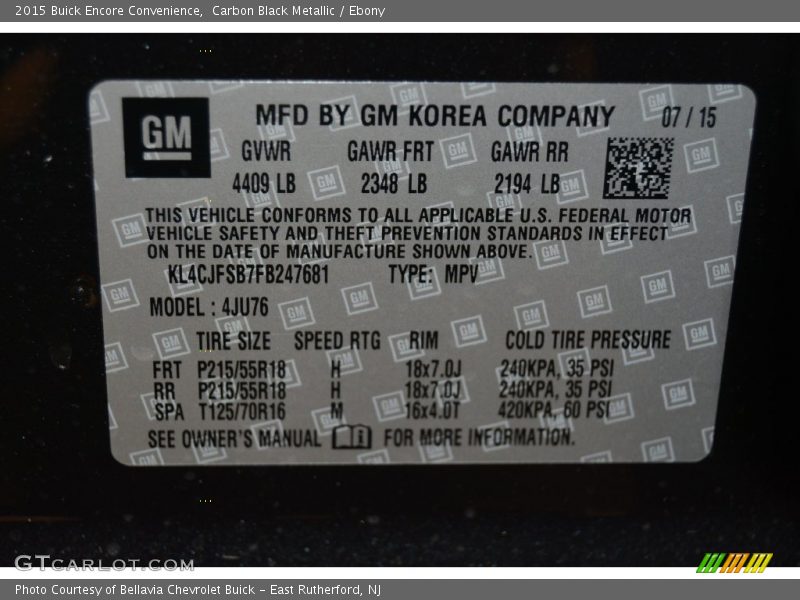 2015 Buick Encore Convenience,  Carbon Black Metallic / Ebony
GM
MFD BY GM KOREA COMPANY 07 / 15
GVWR GAWR FRT GAWR RR
4409 LB 2348 LB 2194 LB
THIS VEHICLE CONFORMS TO ALL APPLICABLE U.S. FEDERAL MOTOR
VEHICLE SAFETY AND THEFT PREVENTION STANDARDS IN EFFECT
ON THE DATE OF MANUFACTURE SHOWN ABOVE.
KL4CJFSB7FB247681 TYPE: MPV
MODEL : 4JU76
TIRE SIZE SPEED RTG RIM COLD TIRE PRESSURE
FRT P215/55R18 H 18x7.0J 240KPA, 35 PSI
RR P215/55R18 H 18x7.0J 240KPA, 35 PSI
SPA T125/70R16 M 16x4.0T 420KPA, 60 PSI
SEE OWNER'S MANUAL FOR MORE INFORMATION.
GTCARLOT.COM
Photo Courtesy of Bellavia Chevrolet Buick - East Rutherford, NJ